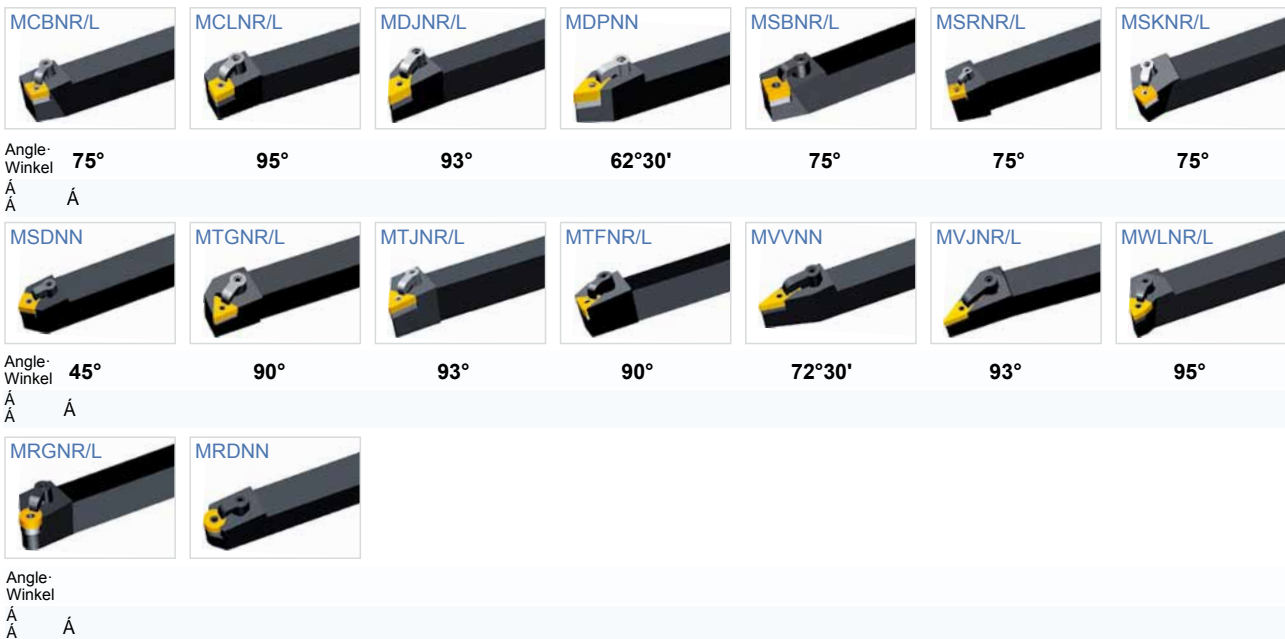 MCBNR/L MCLNR/L MDJNR/L MDPNN MSBNR/L MSRNR/L MSKNR/L
Angle·
Winkel 75° 95° 93° 62°30' 75° 75° 75°
Á
Á Á
MSDNN MTGNR/L MTJNR/L MTFNR/L MVVNN MVJNR/L MWLNR/L
Angle·
Winkel 45° 90° 93° 90° 72°30' 93° 95°
Á
Á Á
MRGNR/L MRDNN
Angle·
Winkel
Á
Á Á